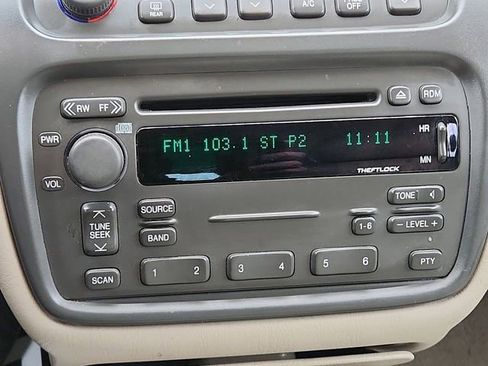 REAR
A/C
OFF
RW FF
RDM
PWR
FM1 103.1 ST P2 11:11
HR
MN
THEFTLOCK
VOL
SOURCE
TONE
TUNE
SEEK
BAND
1-6
- LEVEL +
SCAN
1 2
3 4
5 6
PTY